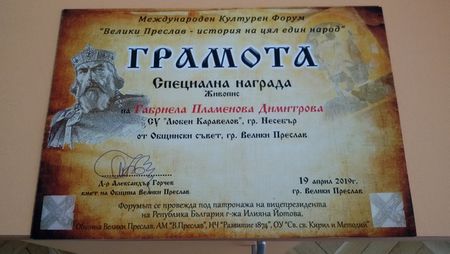 Международен Културен Форум
"Велики Преслав - история на цял един народ"
ГРАМОТА
Специална награда
Живопис
на Габриела Пламенова Димитрова
СУ "Любен Каравелов", гр. Несебър
от Общински съвет, гр. Велики Преслав
Д-р Александър Горчев
кмет на Община Велики Преслав
19 април 2019г.
гр. Велики Преслав
Форумът се провежда под патронажа на вицепрезидента
на Република България г-жа Илияна Йотова.
Община Велики Преслав, АМ "В.Преслав", НЧ "Развитие 1874", ОУ "Св. св. Кирил и Методий"